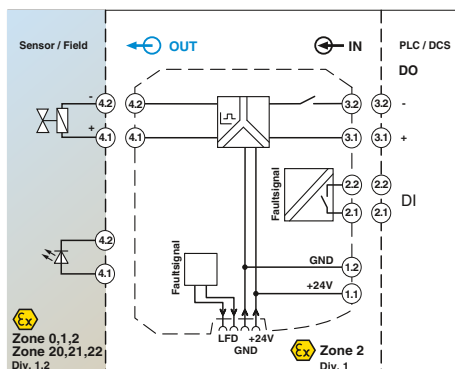 Sensor / Field
OUT
IN
PLC / DCS
DO
-
4.2
4.2
3.2
3.2
-
+
4.1
4.1
3.1
3.1
+
Faultsignal
2.2
2.2
DI
2.1
2.1
4.2
4.1
Faultsignal
GND
1.2
+24V
1.1
LFD
+24V
GND
Ex
Zone 0,1,2
Zone 20,21,22
Div. 1,2
Ex
Zone 2
Div. 1